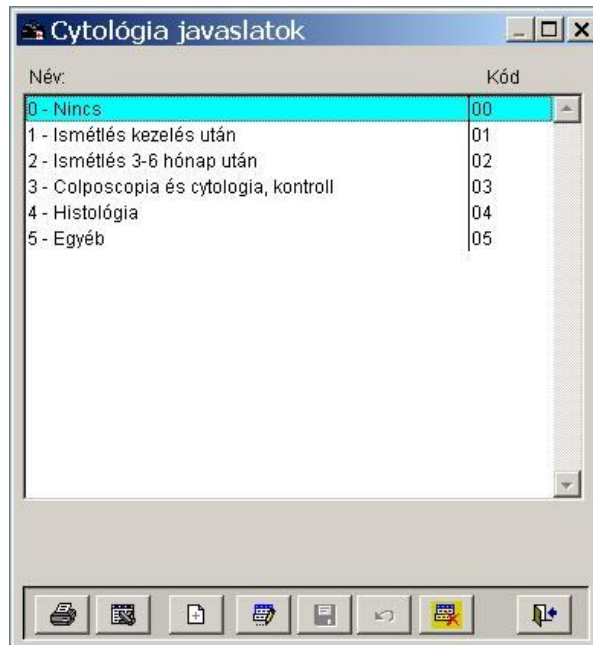 Cytológia javaslatok
Név: Kód
0 - Nincs 00
1 - Ismétlés kezelés után 01
2 - Ismétlés 3-6 hónap után 02
3 - Colposcopia és cytologia, kontroll 03
4 - Histológia 04
5 - Egyéb 05